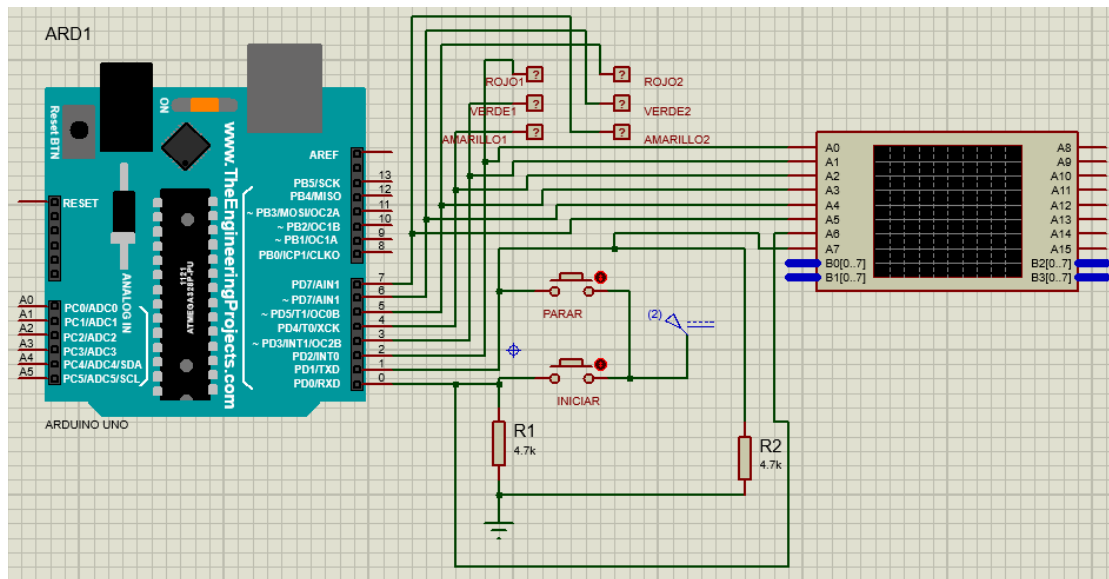 ARD1
Reset BTN
ON
www.TheEngineeringProjects.com
1121
ATMEGA328P-PU
ANALOG IN
RESET
A0
A1
A2
A3
A4
A5
PC0/ADC0
PC1/ADC1
PC2/ADC2
PC3/ADC3
PC4/ADC4/SDA
PC5/ADC5/SCL
ARDUINO UNO
AREF
PB5/SCK 13
PB4/MISO 12
~ PB3/MOSI/OC2A 11
~ PB2/OC1B 10
~ PB1/OC1A 9
PB0/ICP1/CLKO 8
PD7/AIN1 7
~ PD7/AIN1 6
~ PD5/T1/OC0B 5
PD4/T0/XCK 4
~ PD3/INT1/OC2B 3
PD2/INT0 2
PD1/TXD 1
PD0/RXD 0
ROJO1 ? ? ROJO2
VERDE1 ? ? VERDE2
AMARILLO1 ? ? AMARILLO2
PARAR
INICIAR
(2)
R1
4.7k
R2
4.7k
A0 A8
A1 A9
A2 A10
A3 A11
A4 A12
A5 A13
A6 A14
A7 A15
B0[0..7] B2[0..7]
B1[0..7] B3[0..7]